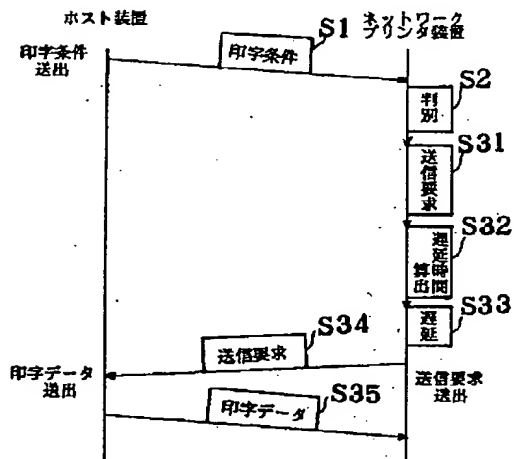 ホスト装置
ネットワーク
プリンタ装置
印字条件
送出
印字条件
S1
判別
S2
送信要求
S31
遅延時間
算出
S32
遅延
S33
送信要求
S34
印字データ
送出
送信要求
送出
印字データ
S35